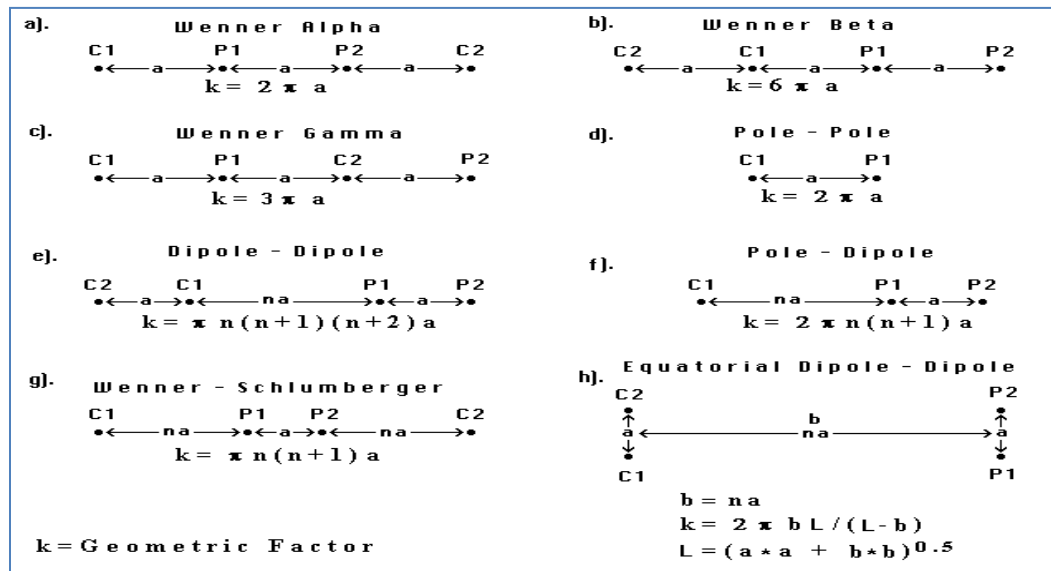 a). Wenner Alpha
C1 P1 P2 C2
a a a
k = 2 π a
b). Wenner Beta
C2 C1 P1 P2
a a a
k = 6 π a
c). Wenner Gamma
C1 P1 C2 P2
a a a
k = 3 π a
d). Pole - Pole
C1 P1
a
k = 2 π a
e). Dipole - Dipole
C2 C1 P1 P2
a na a
k = π n(n+1)(n+2)a
f). Pole - Dipole
C1 P1 P2
na a
k = 2 π n(n+1)a
g). Wenner - Schlumberger
C1 P1 P2 C2
na a na
k = π n(n+1)a
h). Equatorial Dipole - Dipole
C2 P2
b
a na a
C1 P1
b = na
k = 2 π bL/(L-b)
L = (a*a + b*b)^0.5
k = Geometric Factor